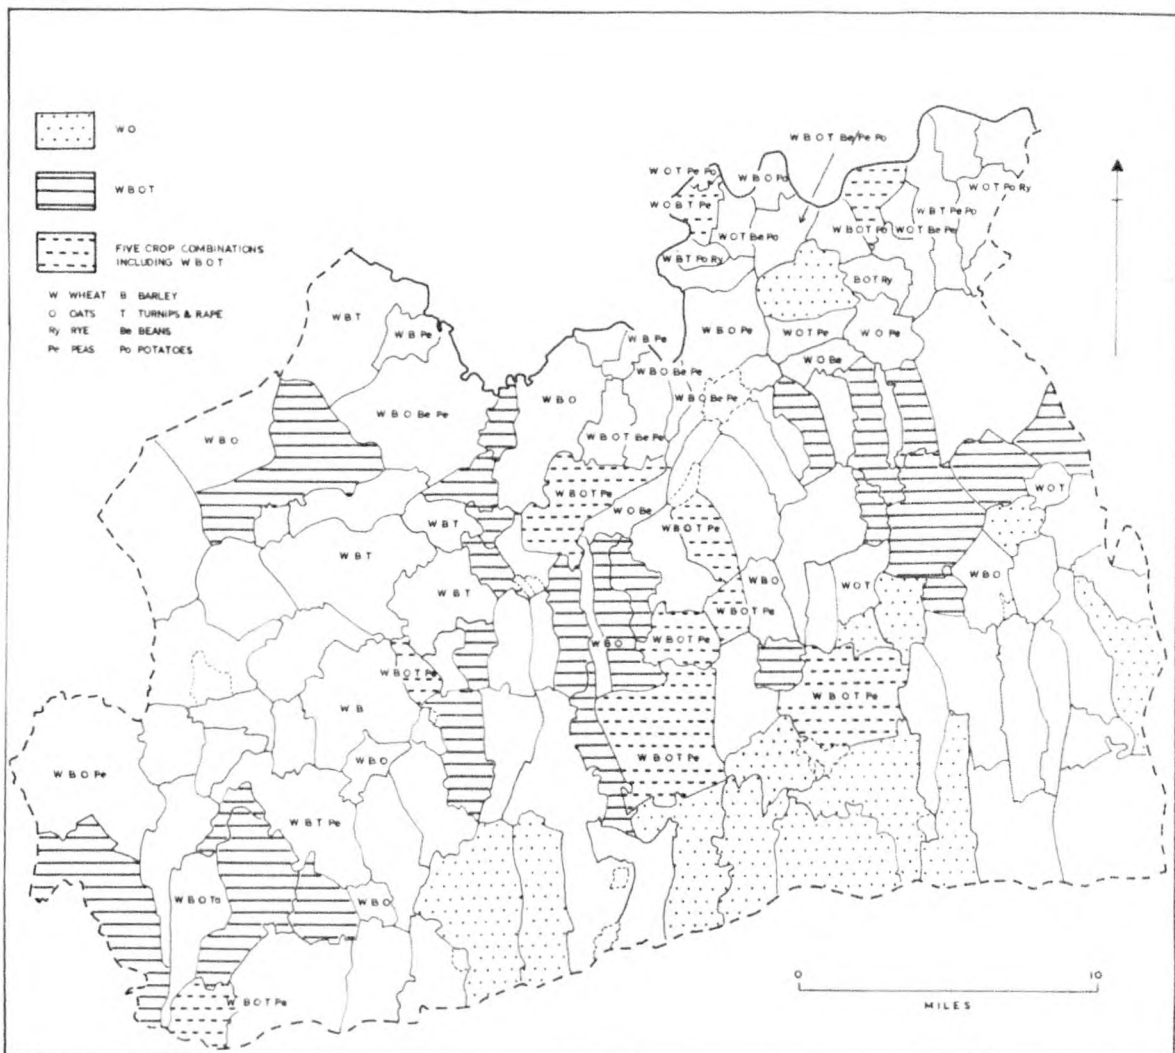 W O
W B O T
FIVE CROP COMBINATIONS
INCLUDING W B O T
W WHEAT B BARLEY
O OATS T TURNIPS & RAPE
Ry RYE Be BEANS
Pe PEAS Po POTATOES
W B O T Be/Pe Po
W O T Pe Po
W B O Po
W O T Po Ry
W O B T Pe
W B T Pe Po
W O T Be Po
W B O T Po
W O T Be Pe
W B T Po Ry
B O T Ry
W B T
W B Pe
W B O Pe
W O T Pe
W O Pe
W B Pe
W O Be
W B O Be Pe
W B O
W B O Be Pe
W B O Be Pe
W B O
W B O T Be Pe
W B O T Pe
W O T
W O Be
W B T
W B O T Pe
W B T
W B O
W O T
W B O
W B T
W B O T Pe
W B O
W B O T Pe
W B O T Pe
W B O T Pe
W B
W B O
W B O T Pe
W B O Pe
W B T Pe
W B O To
W B O
W B O T Pe
0 10
MILES